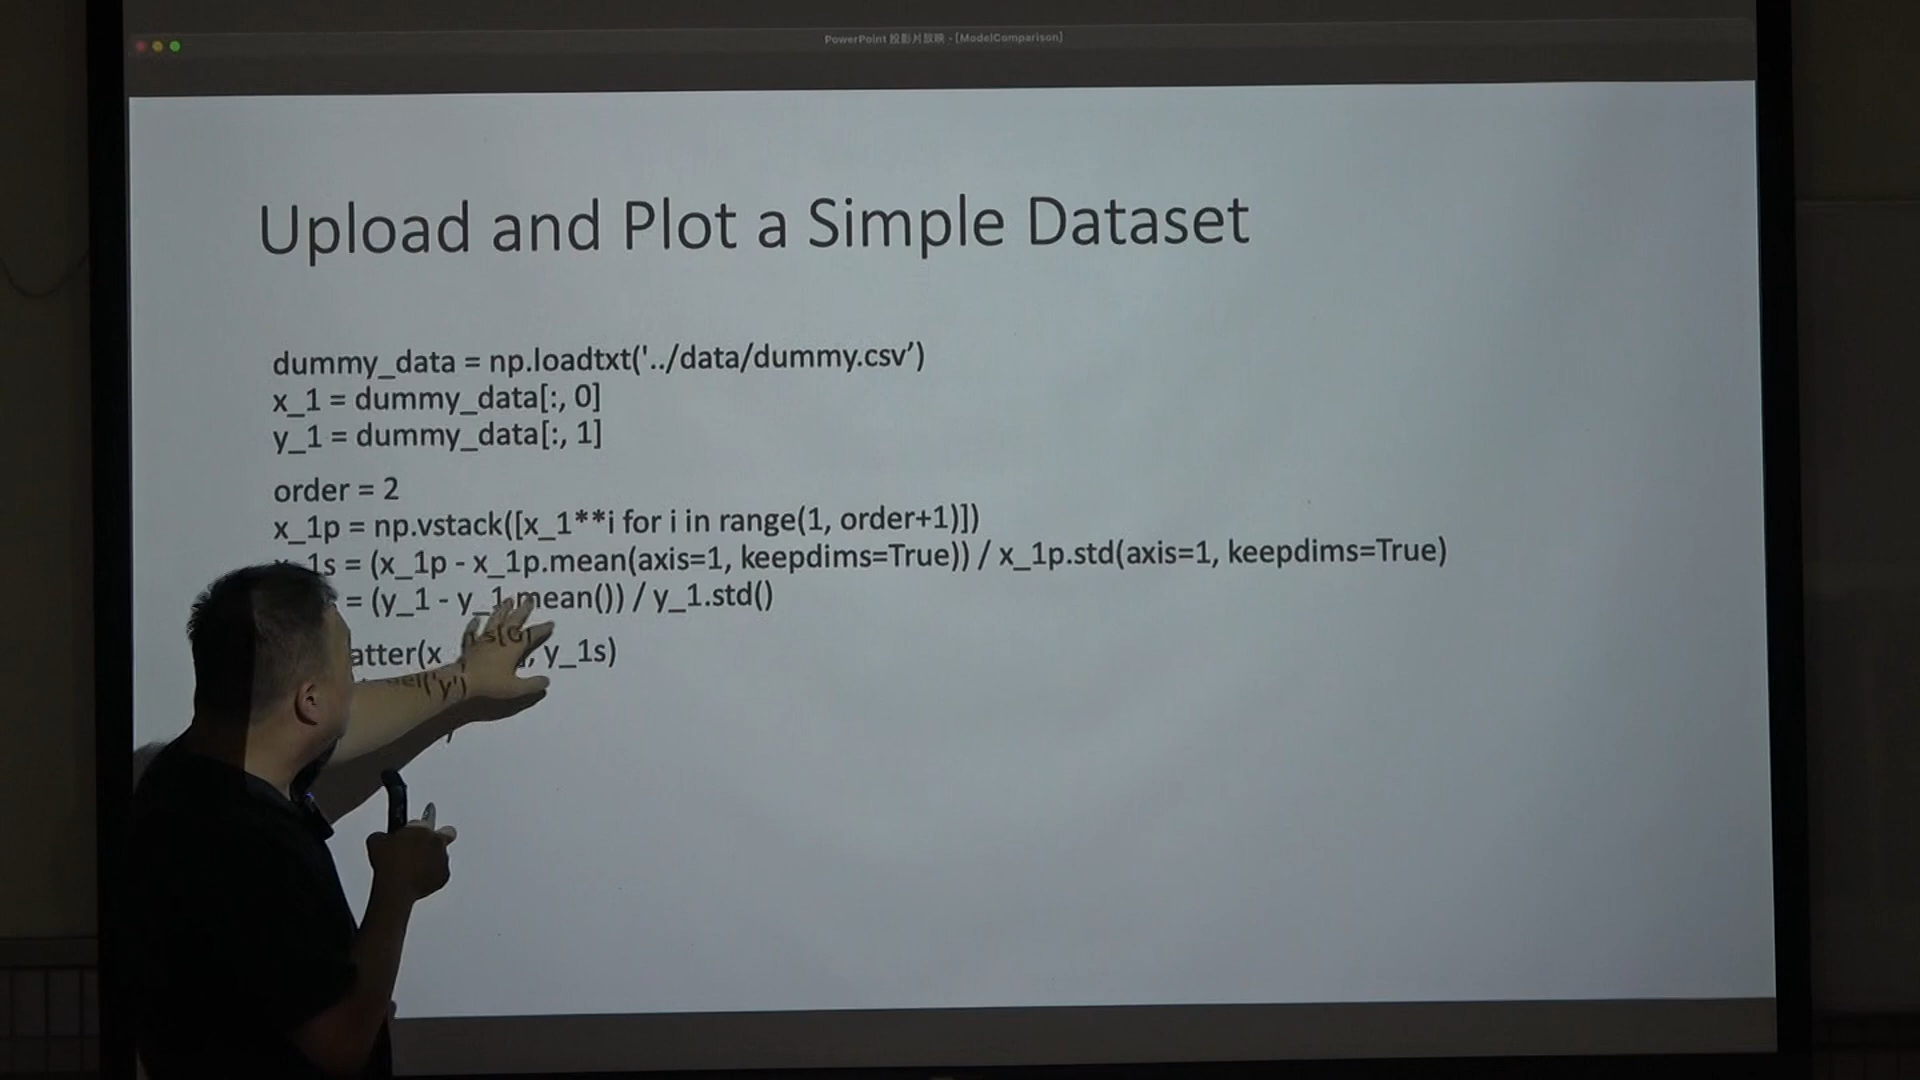 PowerPoint 投影片放映 - [ModelComparison]
Upload and Plot a Simple Dataset
dummy_data = np.loadtxt('../data/dummy.csv’)
x_1 = dummy_data[:, 0]
y_1 = dummy_data[:, 1]
order = 2
x_1p = np.vstack([x_1**i for i in range(1, order+1)])
_1s = (x_1p - x_1p.mean(axis=1, keepdims=True)) / x_1p.std(axis=1, keepdims=True)
= (y_1 - y_1.mean()) / y_1.std()
atter(x , y_1s)
el('y')